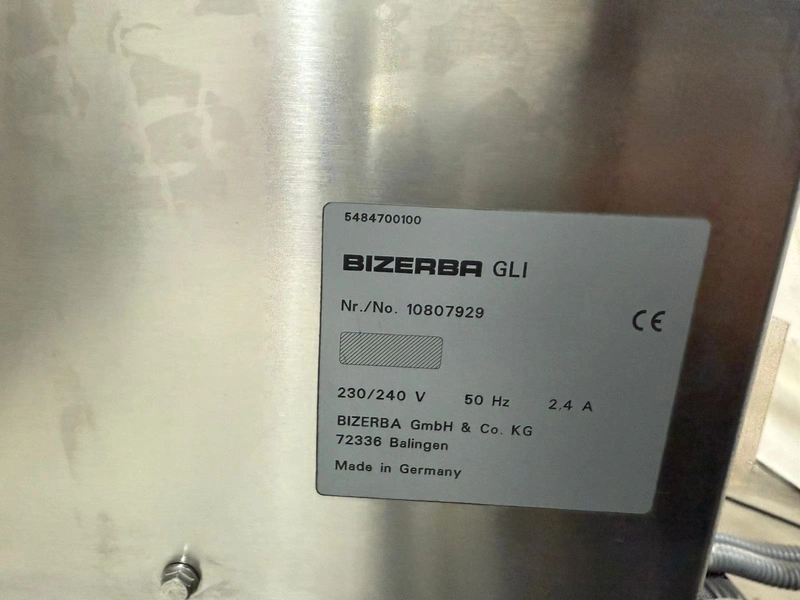 5484700100
BIZERBA GLI
Nr./No. 10807929
CE
230/240 V 50 Hz 2,4 A
BIZERBA GmbH & Co. KG
72336 Balingen
Made in Germany